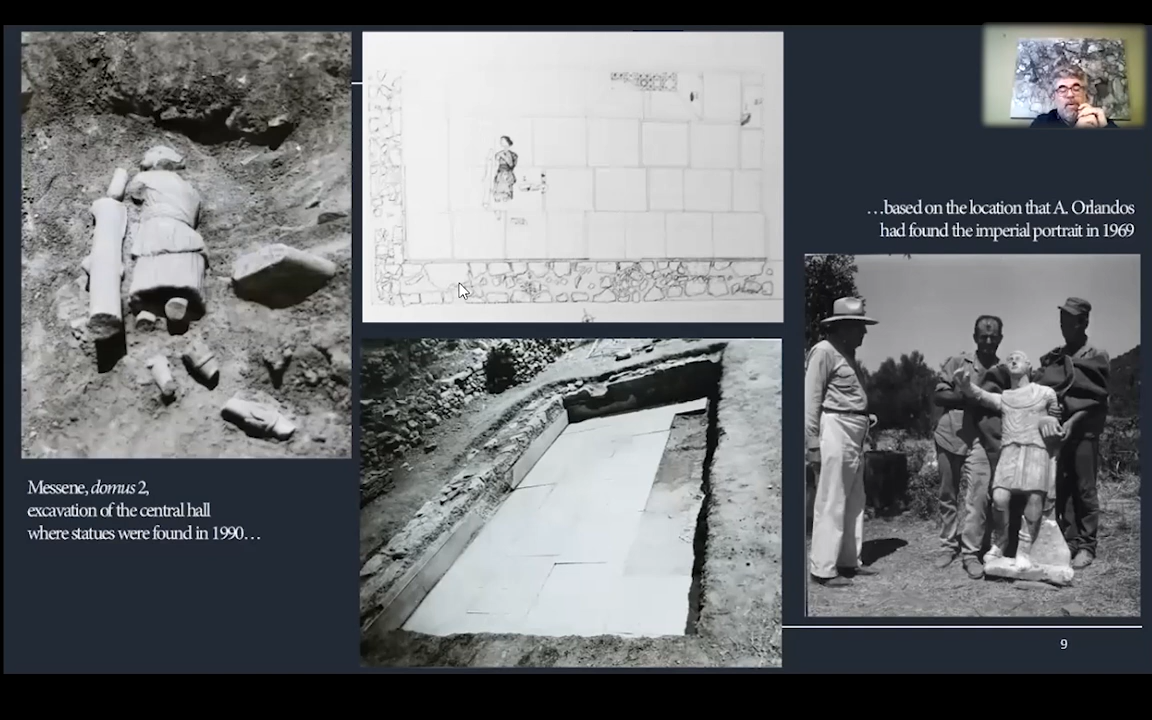 …based on the location that A. Orlandos
had found the imperial portrait in 1969
Messene, domus 2,
excavation of the central hall
where statues were found in 1990…
9